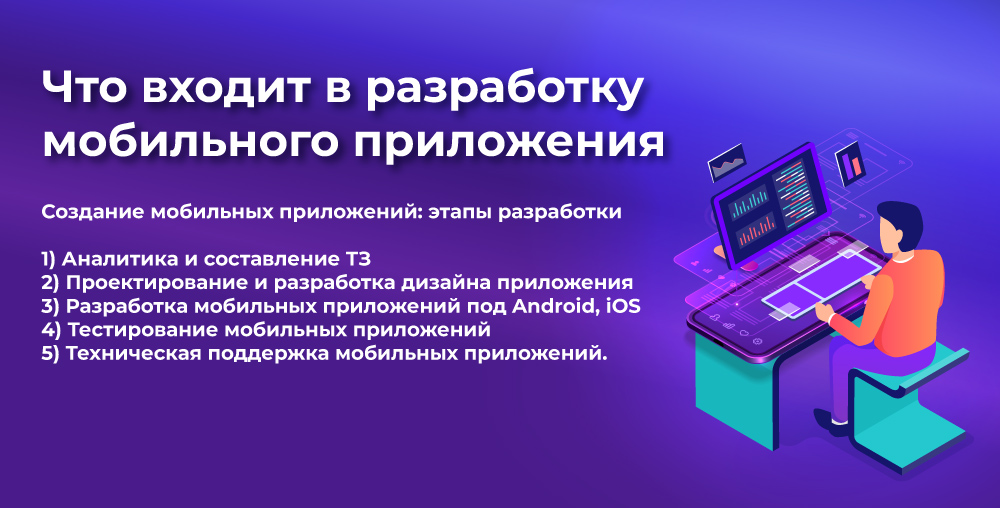 Что входит в разработку
мобильного приложения
Создание мобильных приложений: этапы разработки
1) Аналитика и составление ТЗ
2) Проектирование и разработка дизайна приложения
3) Разработка мобильных приложений под Android, iOS
4) Тестирование мобильных приложений
5) Техническая поддержка мобильных приложений.